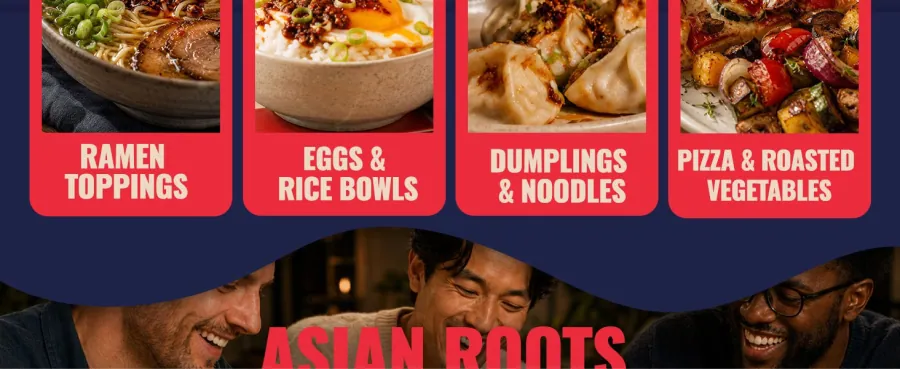 RAMEN
TOPPINGS
EGGS &
RICE BOWLS
DUMPLINGS
& NOODLES
PIZZA & ROASTED
VEGETABLES
ASIAN ROOTS